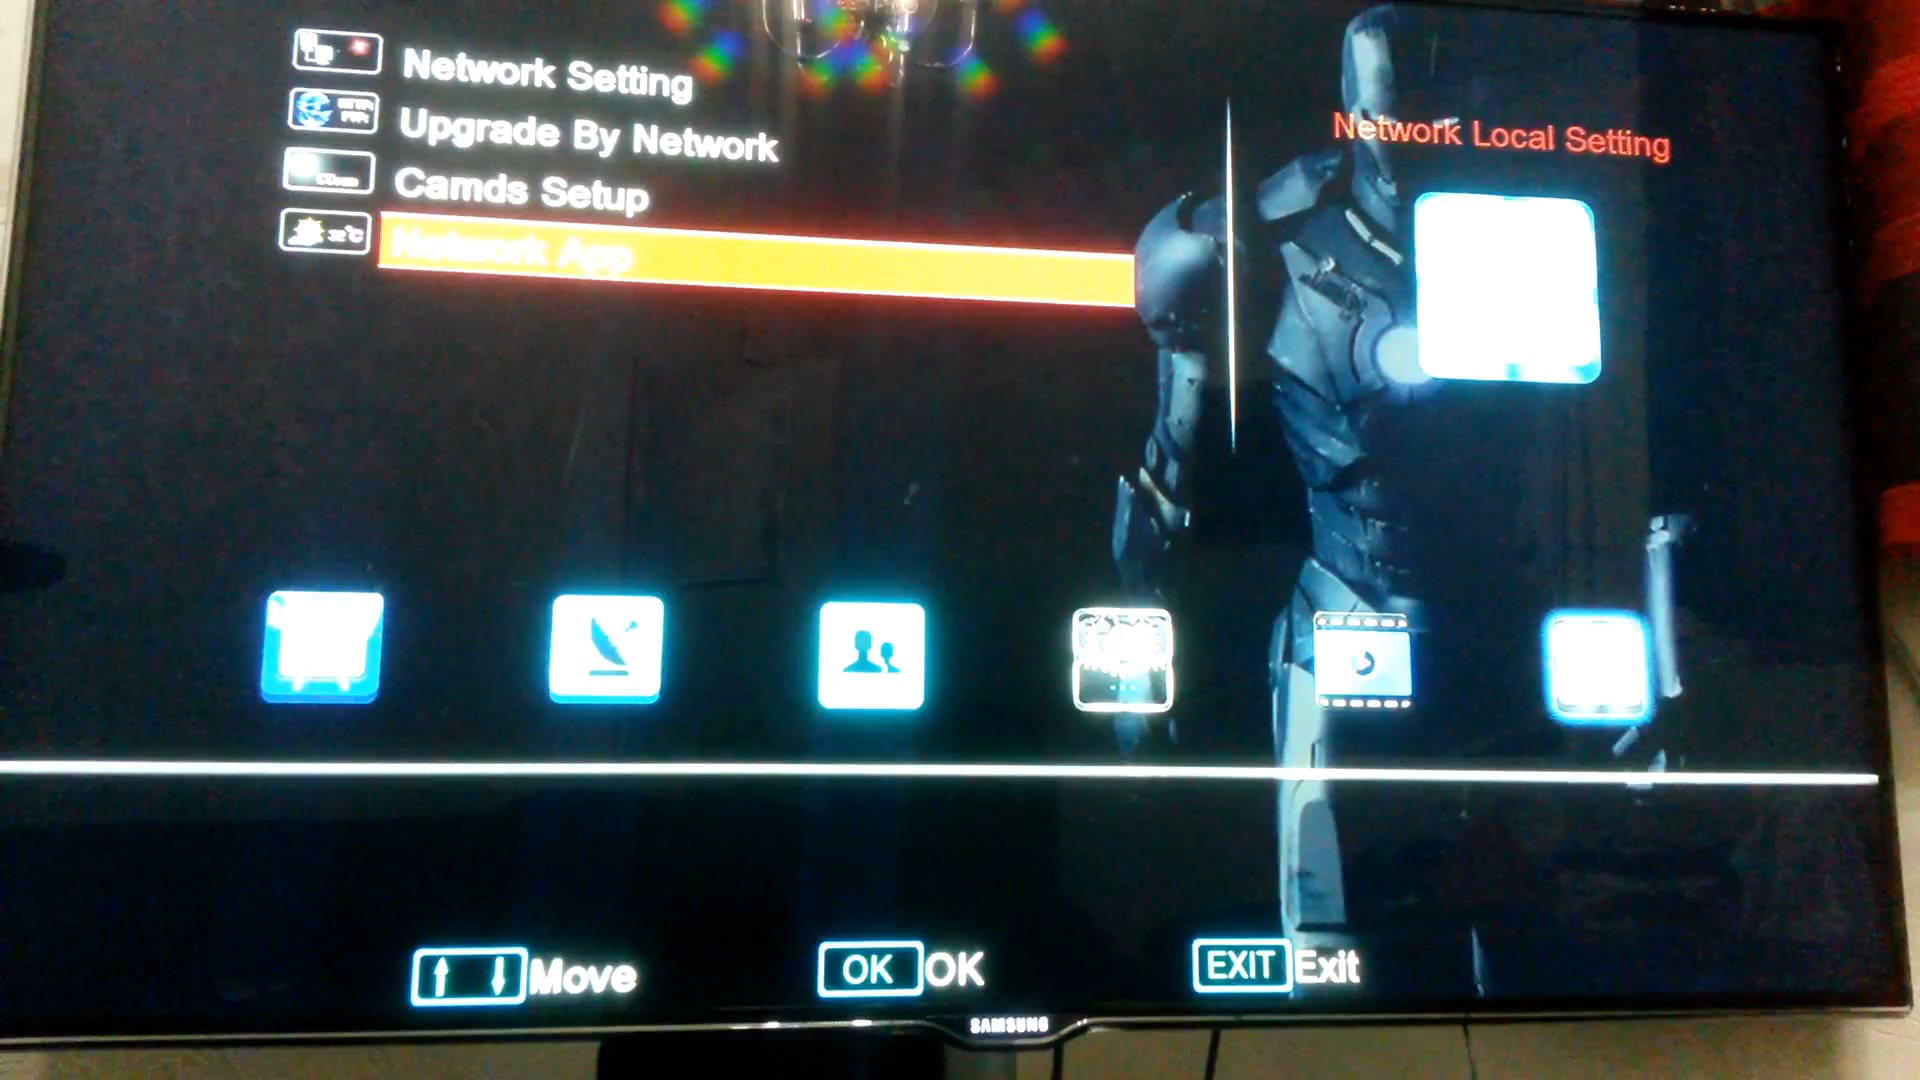 Network Setting
Upgrade By Network
Camds Setup
Network App
Network Local Setting
Move
OK OK
EXIT Exit
SAMSUNG